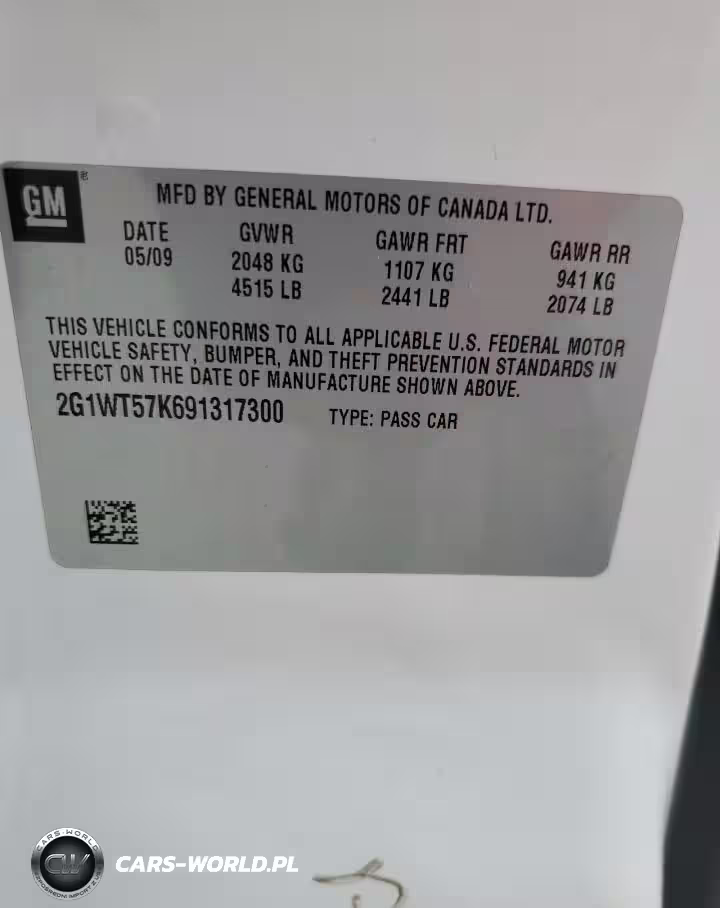 GM®
MFD BY GENERAL MOTORS OF CANADA LTD.
DATE GVWR GAWR FRT GAWR RR
05/09 2048 KG 1107 KG 941 KG
4515 LB 2441 LB 2074 LB
THIS VEHICLE CONFORMS TO ALL APPLICABLE U.S. FEDERAL MOTOR
VEHICLE SAFETY, BUMPER, AND THEFT PREVENTION STANDARDS IN
EFFECT ON THE DATE OF MANUFACTURE SHOWN ABOVE.
2G1WT57K691317300 TYPE: PASS CAR
CARS-WORLD
CW
CARS-WORLD.PL